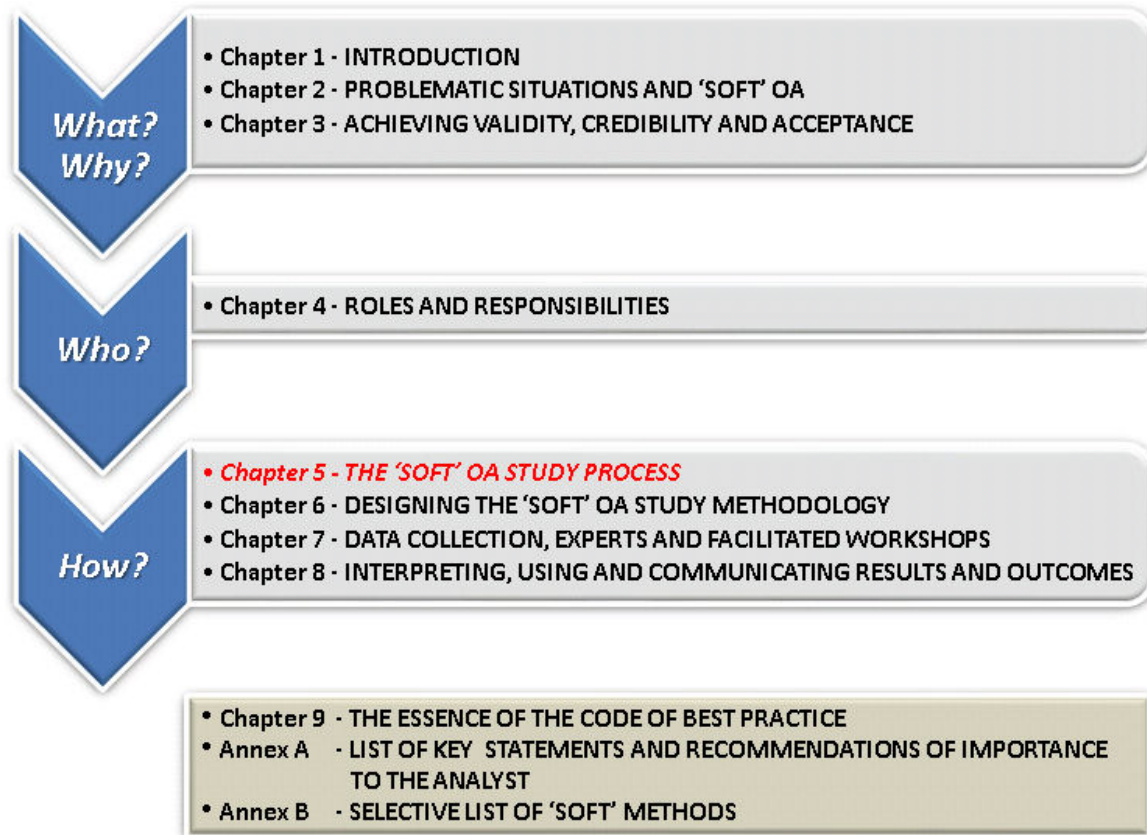 What?
Why?
• Chapter 1 - INTRODUCTION
• Chapter 2 - PROBLEMATIC SITUATIONS AND ‘SOFT’ OA
• Chapter 3 - ACHIEVING VALIDITY, CREDIBILITY AND ACCEPTANCE
Who?
• Chapter 4 - ROLES AND RESPONSIBILITIES
How?
• Chapter 5 - THE ‘SOFT’ OA STUDY PROCESS
• Chapter 6 - DESIGNING THE ‘SOFT’ OA STUDY METHODOLOGY
• Chapter 7 - DATA COLLECTION, EXPERTS AND FACILITATED WORKSHOPS
• Chapter 8 - INTERPRETING, USING AND COMMUNICATING RESULTS AND OUTCOMES
• Chapter 9 - THE ESSENCE OF THE CODE OF BEST PRACTICE
• Annex A - LIST OF KEY STATEMENTS AND RECOMMENDATIONS OF IMPORTANCE
TO THE ANALYST
• Annex B - SELECTIVE LIST OF ‘SOFT’ METHODS